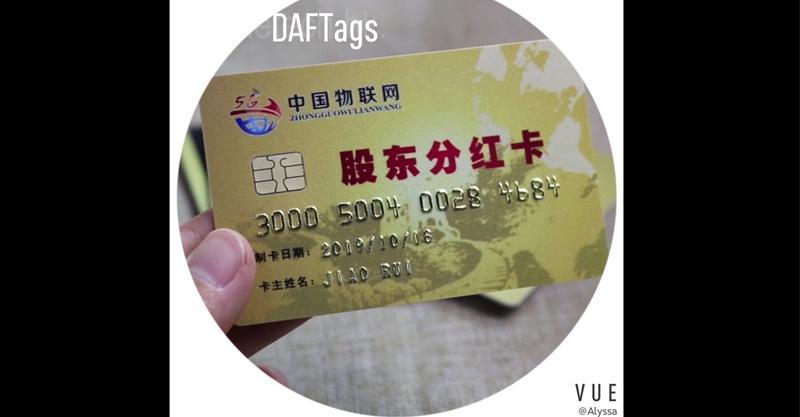 DAFTags
5G
中国物联网
ZHONGGUOWULIANWANG
股东分红卡
3000 5004 0028 4684
制卡日期：2019/10/18
卡主姓名：JIAO RUI
VUE
@Alyssa